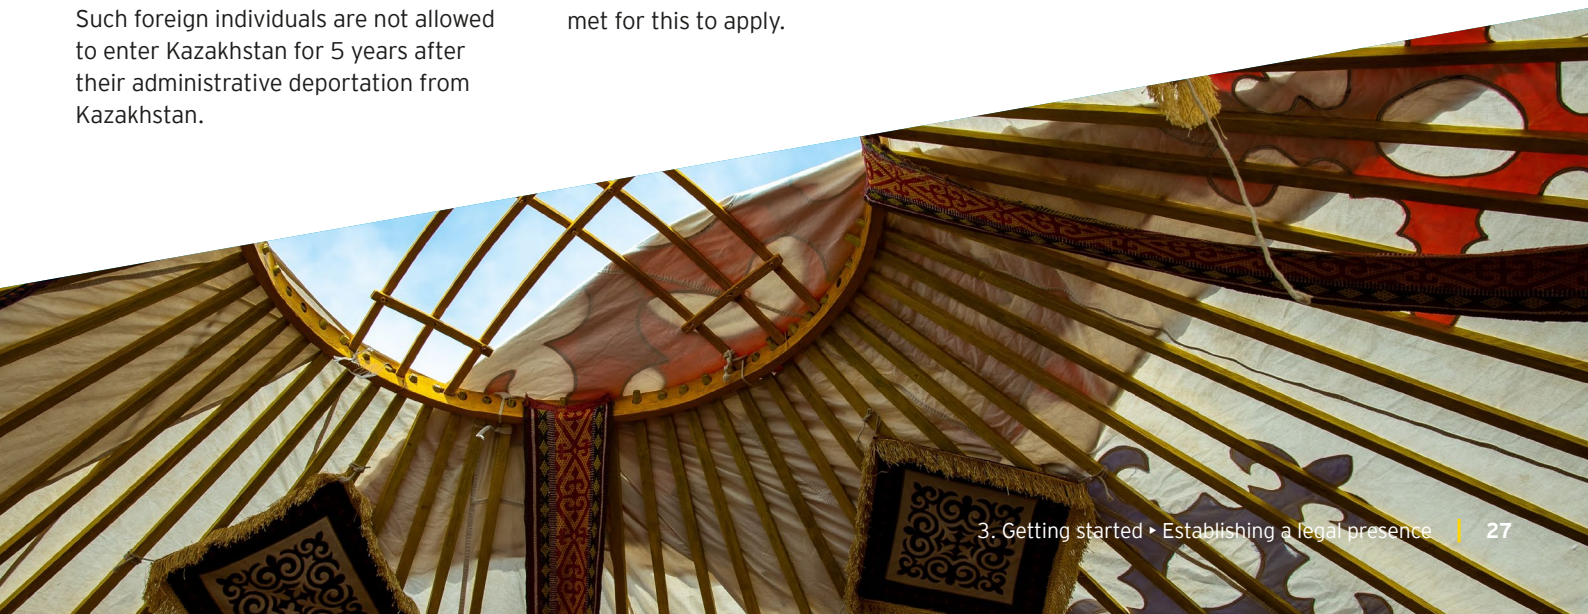 Such foreign individuals are not allowed
to enter Kazakhstan for 5 years after
their administrative deportation from
Kazakhstan.
met for this to apply.
3. Getting started ‣ Establishing a legal presence | 27